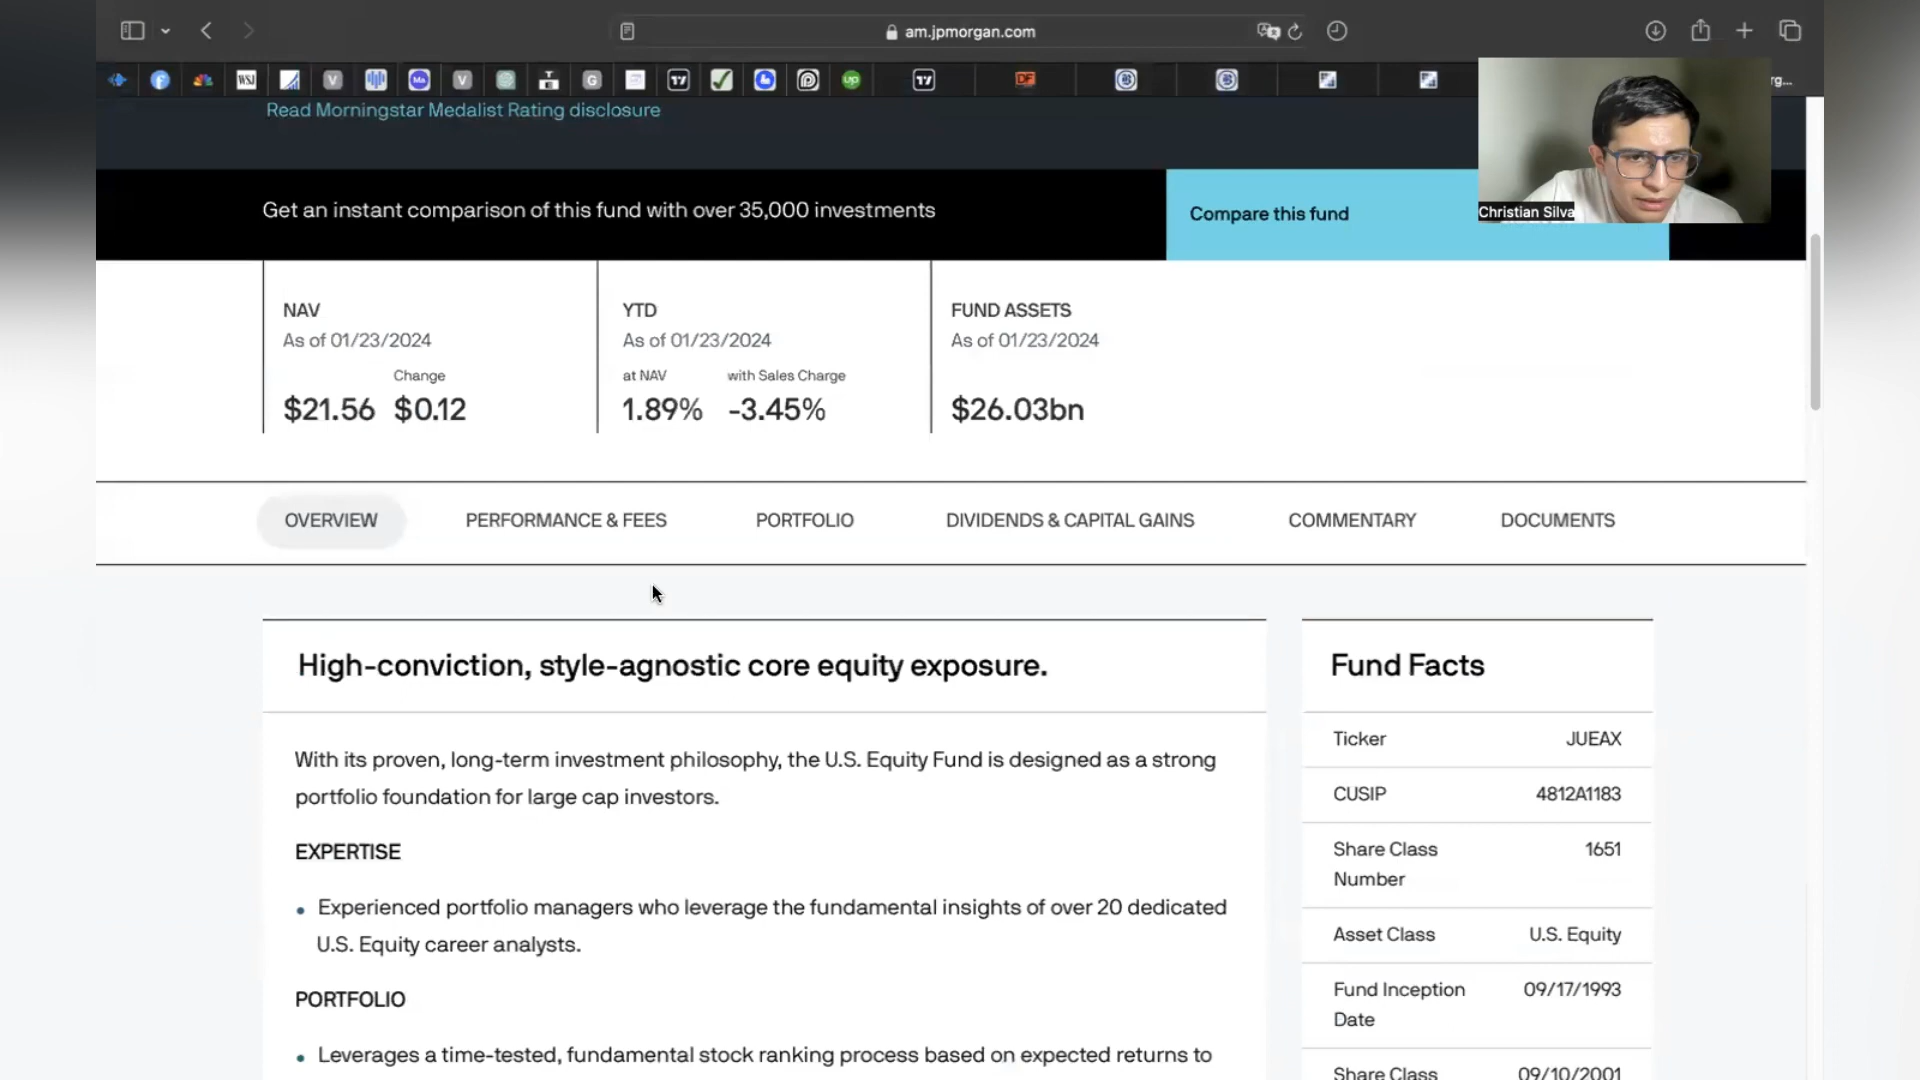 am.jpmorgan.com
WSJ
V
Ma
V
G
up
DF
rg...
Read Morningstar Medalist Rating disclosure
Christian Silva
Get an instant comparison of this fund with over 35,000 investments
Compare this fund
NAV
As of 01/23/2024
Change
$21.56 $0.12
YTD
As of 01/23/2024
at NAV with Sales Charge
1.89% -3.45%
FUND ASSETS
As of 01/23/2024
$26.03bn
OVERVIEW PERFORMANCE & FEES PORTFOLIO DIVIDENDS & CAPITAL GAINS COMMENTARY DOCUMENTS
High-conviction, style-agnostic core equity exposure.
With its proven, long-term investment philosophy, the U.S. Equity Fund is designed as a strong
portfolio foundation for large cap investors.
EXPERTISE
• Experienced portfolio managers who leverage the fundamental insights of over 20 dedicated
U.S. Equity career analysts.
PORTFOLIO
• Leverages a time-tested, fundamental stock ranking process based on expected returns to
Fund Facts
Ticker JUEAX
CUSIP 4812A1183
Share Class 1651
Number
Asset Class U.S. Equity
Fund Inception 09/17/1993
Date
Share Class 09/10/2001